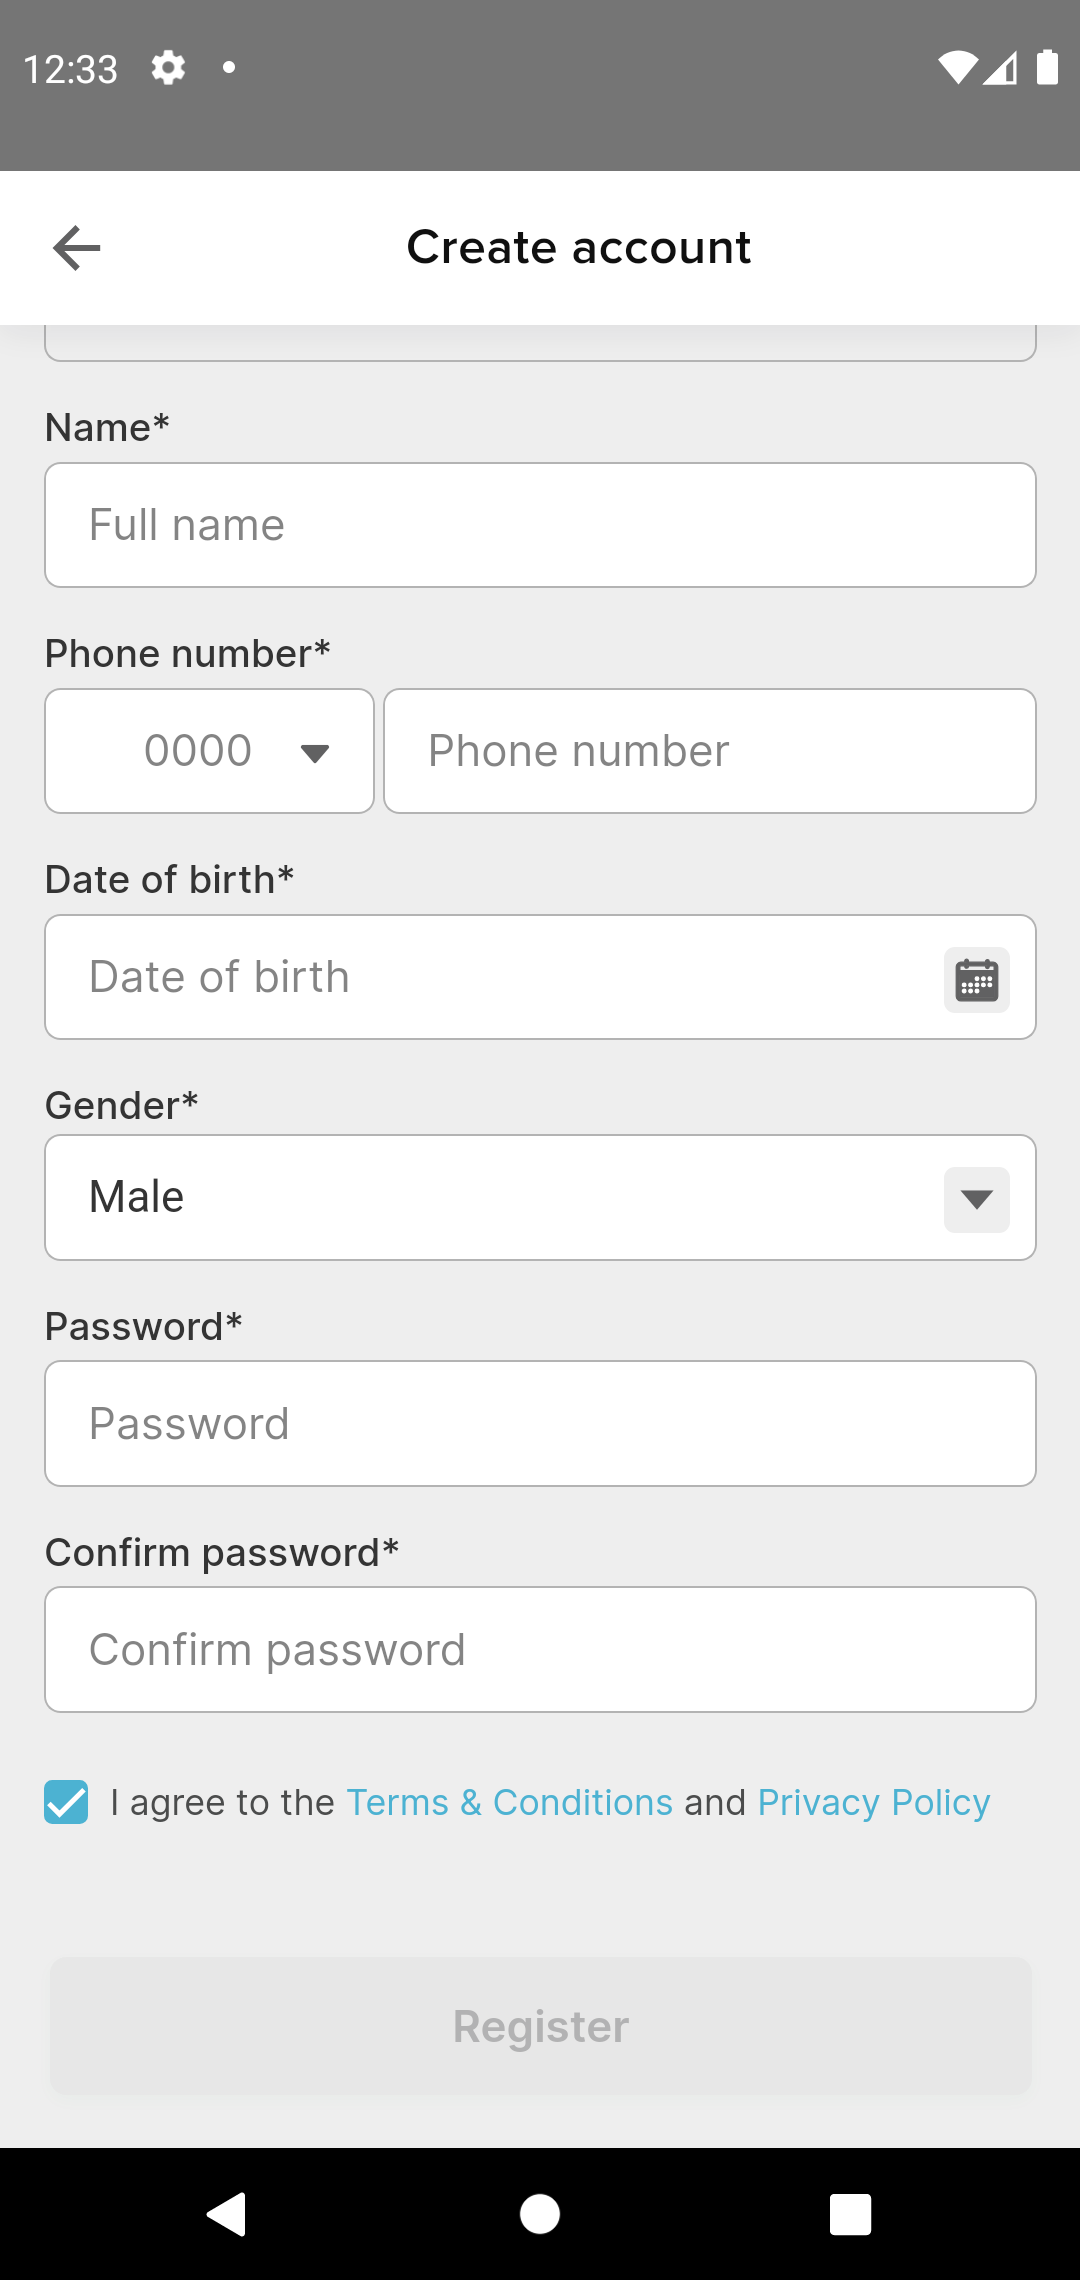 12:33
Create account
Name*
Full name
Phone number*
0000 Phone number
Date of birth*
Date of birth
Gender*
Male
Password*
Password
Confirm password*
Confirm password
I agree to the Terms & Conditions and Privacy Policy
Register